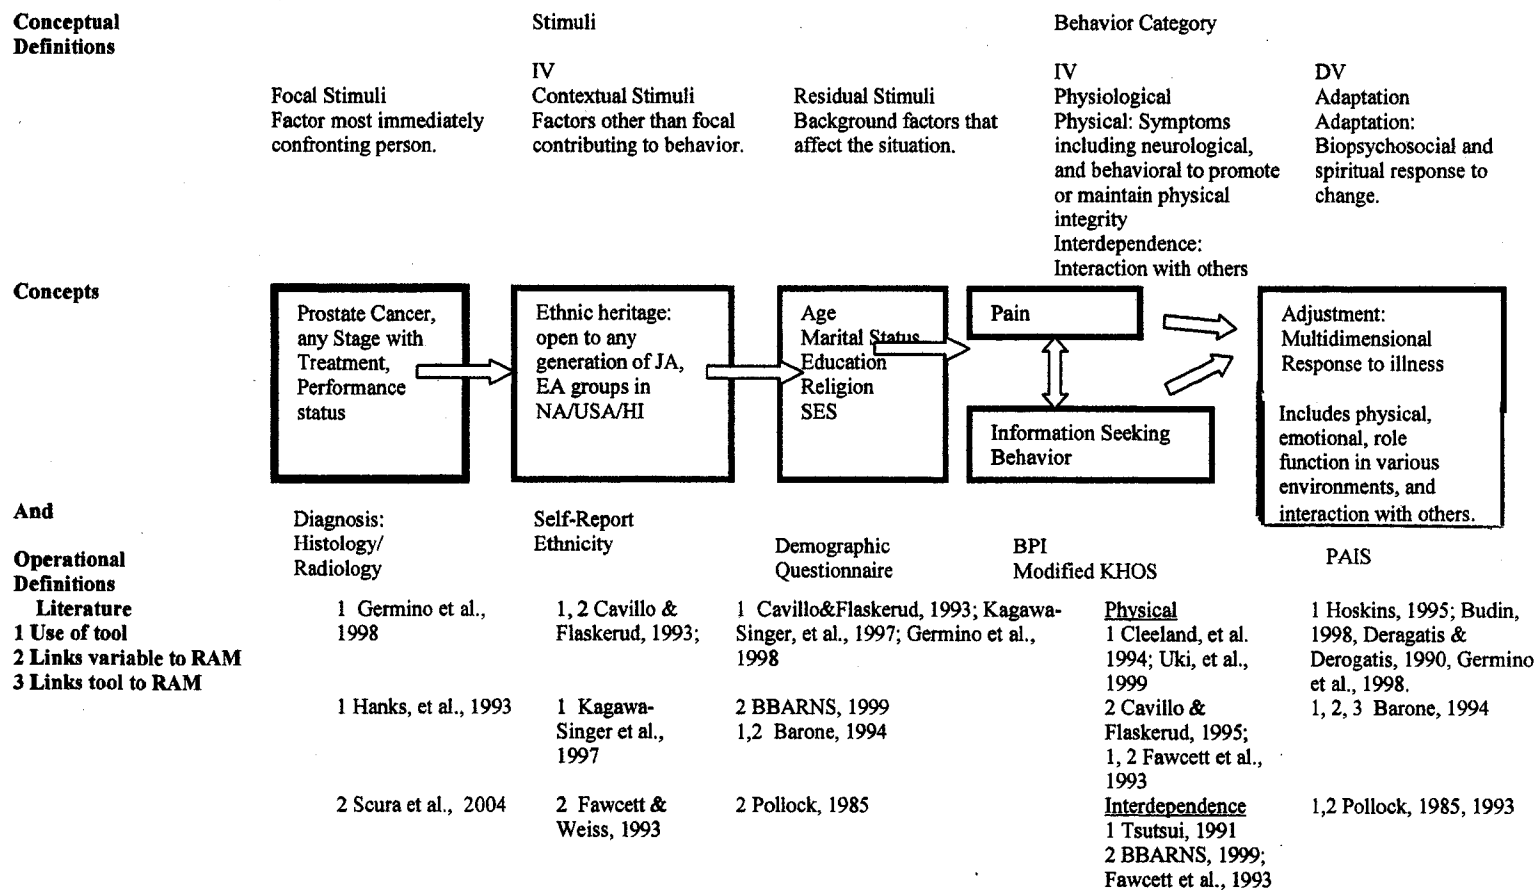 Conceptual
Definitions
Stimuli
Behavior Category
Focal Stimuli
Factor most immediately
confronting person.
IV
Contextual Stimuli
Factors other than focal
contributing to behavior.
Residual Stimuli
Background factors that
affect the situation.
IV
Physiological
Physical: Symptoms
including neurological,
and behavioral to promote
or maintain physical
integrity
Interdependence:
Interaction with others
DV
Adaptation
Adaptation:
Biopsychosocial and
spiritual response to
change.
Concepts
Prostate Cancer,
any Stage with
Treatment,
Performance
status
Ethnic heritage:
open to any
generation of JA,
EA groups in
NA/USA/HI
Age
Marital Status
Education
Religion
SES
Pain
Information Seeking
Behavior
Adjustment:
Multidimensional
Response to illness
Includes physical,
emotional, role
function in various
environments, and
interaction with others.
And
Operational
Definitions
Literature
1 Use of tool
2 Links variable to RAM
3 Links tool to RAM
Diagnosis:
Histology/
Radiology
1 Germino et al.,
1998
1 Hanks, et al., 1993
2 Scura et al., 2004
Self-Report
Ethnicity
1, 2 Cavillo &
Flaskerud, 1993;
1 Kagawa-
Singer et al.,
1997
2 Fawcett &
Weiss, 1993
Demographic
Questionnaire
1 Cavillo&Flaskerud, 1993; Kagawa-
Singer, et al., 1997; Germino et al.,
1998
2 BBARNS, 1999
1,2 Barone, 1994
2 Pollock, 1985
BPI
Modified KHOS
Physical
1 Cleeland, et al.
1994; Uki, et al.,
1999
2 Cavillo &
Flaskerud, 1995;
1, 2 Fawcett et al.,
1993
Interdependence
1 Tsutsui, 1991
2 BBARNS, 1999;
Fawcett et al., 1993
PAIS
1 Hoskins, 1995; Budin,
1998, Deragatis &
Derogatis, 1990, Germino
et al., 1998.
1, 2, 3 Barone, 1994
1,2 Pollock, 1985, 1993